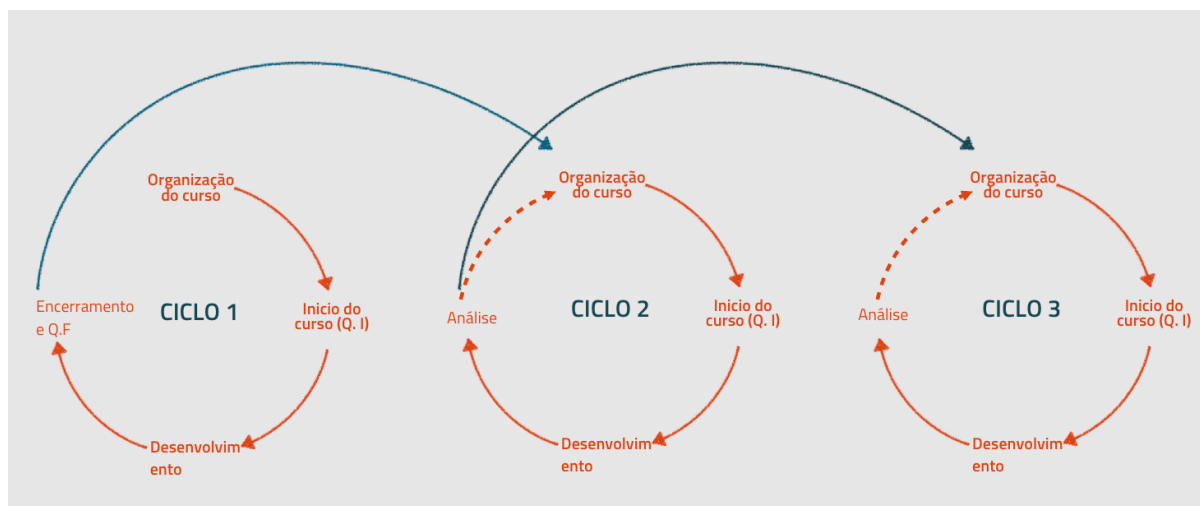 Organização
do curso
Encerramento
e Q.F
CICLO 1
Inicio do
curso (Q. I)
Desenvolvim
ento
Organização
do curso
Análise
CICLO 2
Inicio do
curso (Q. I)
Desenvolvim
ento
Organização
do curso
Análise
CICLO 3
Inicio do
curso (Q. I)
Desenvolvim
ento